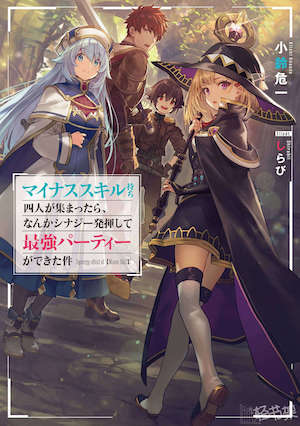 小鈴危一
Illust.
しらび
マイナススキル持ち
四人が集まったら、
なんかシナジー発揮して
最強パーティー
ができた件